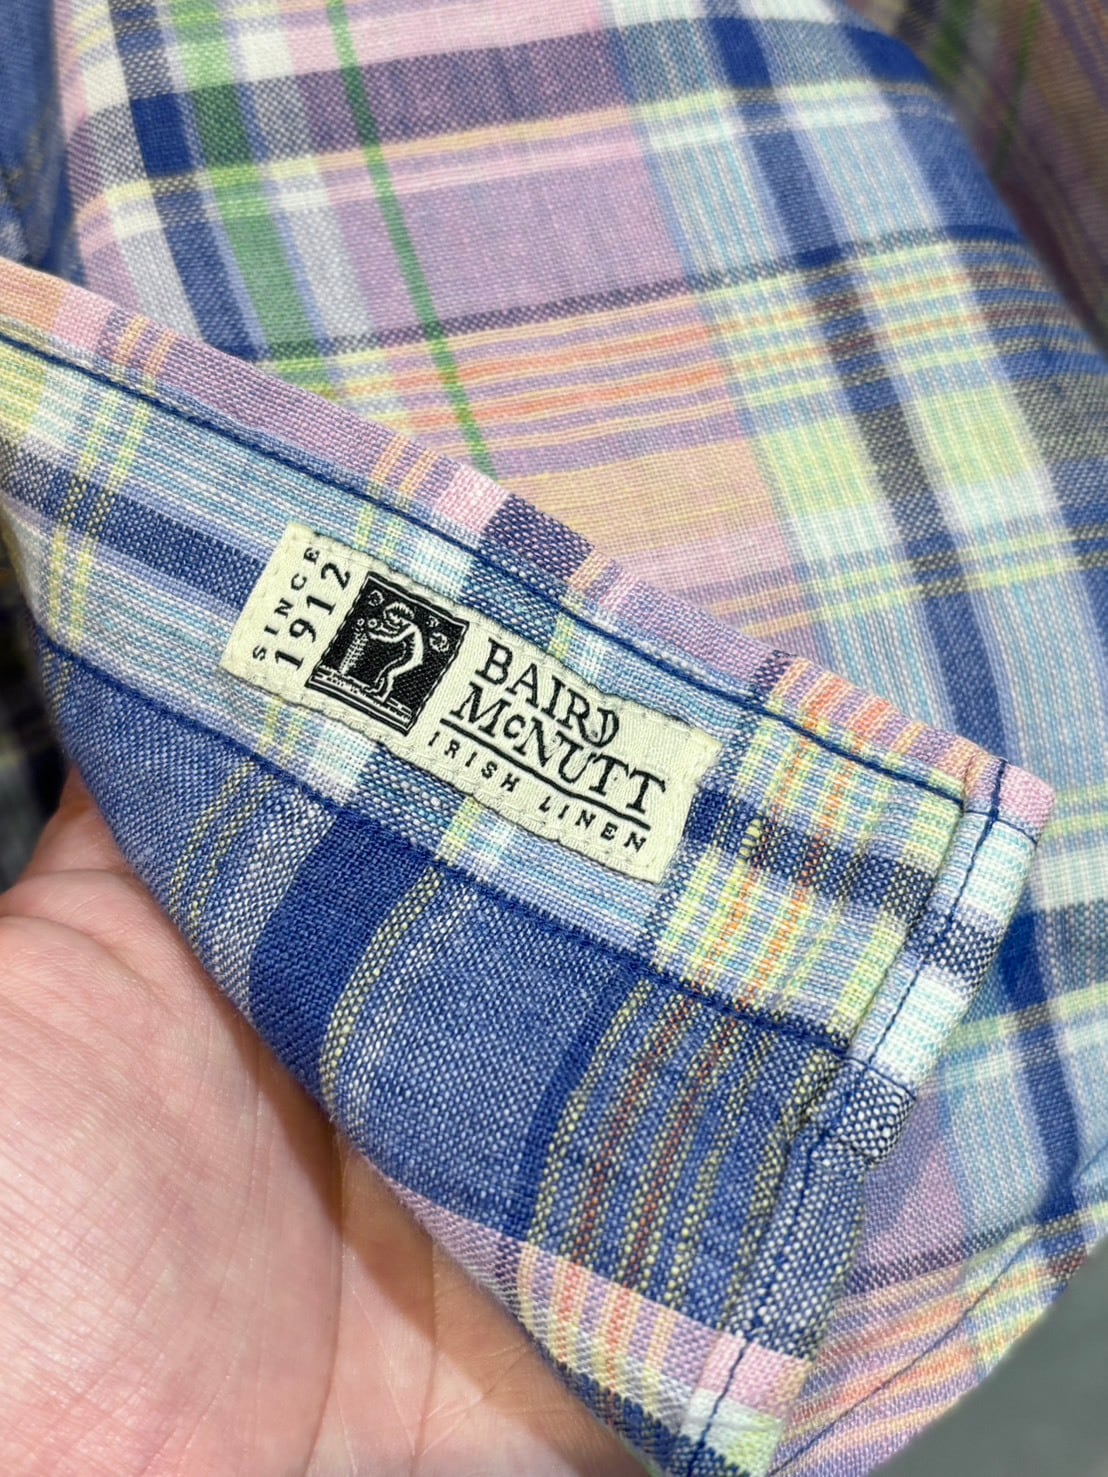 SINCE
1912
BAIRD
McNUTT
IRISH LINEN